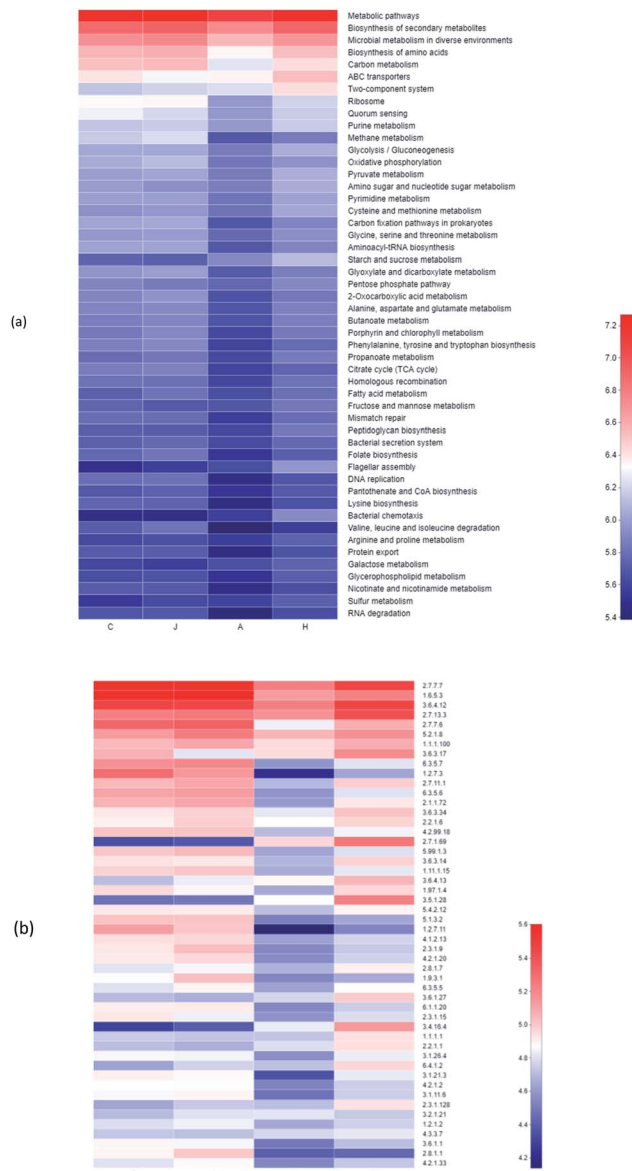 Metabolic pathways
Biosynthesis of secondary metabolites
Microbial metabolism in diverse environments
Biosynthesis of amino acids
Carbon metabolism
ABC transporters
Two-component system
Ribosome
Quorum sensing
Purine metabolism
Methane metabolism
Glycolysis / Gluconeogenesis
Oxidative phosphorylation
Pyruvate metabolism
Amino sugar and nucleotide sugar metabolism
Pyrimidine metabolism
Cysteine and methionine metabolism
Carbon fixation pathways in prokaryotes
Glycine, serine and threonine metabolism
Aminoacyl-tRNA biosynthesis
Starch and sucrose metabolism
Glyoxylate and dicarboxylate metabolism
Pentose phosphate pathway
2-Oxocarboxylic acid metabolism
Alanine, aspartate and glutamate metabolism
Butanoate metabolism
Porphyrin and chlorophyll metabolism
Phenylalanine, tyrosine and tryptophan biosynthesis
Propanoate metabolism
Citrate cycle (TCA cycle)
Homologous recombination
Fatty acid metabolism
Fructose and mannose metabolism
Mismatch repair
Peptidoglycan biosynthesis
Bacterial secretion system
Folate biosynthesis
Flagellar assembly
DNA replication
Pantothenate and CoA biosynthesis
Lysine biosynthesis
Bacterial chemotaxis
Valine, leucine and isoleucine degradation
Arginine and proline metabolism
Protein export
Galactose metabolism
Glycerophospholipid metabolism
Nicotinate and nicotinamide metabolism
Sulfur metabolism
RNA degradation
C J A H
(a)
7.2
7.0
6.8
6.6
6.4
6.2
6.0
5.8
5.6
5.4
2.7.7.7
1.6.5.3
3.6.4.12
2.7.13.3
2.7.7.6
5.2.1.8
1.1.1.100
3.6.3.17
6.3.5.7
1.2.7.3
2.7.11.1
6.3.5.6
2.1.1.72
3.6.3.34
2.2.1.6
4.2.99.18
2.7.1.69
5.99.1.3
3.6.3.14
1.11.1.15
3.6.4.13
1.97.1.4
3.5.1.28
5.4.2.12
5.1.3.2
1.2.7.11
4.1.2.13
2.3.1.9
4.2.1.20
2.8.1.7
1.9.3.1
6.3.5.5
3.6.1.27
6.1.1.20
2.3.1.15
3.4.16.4
1.1.1.1
2.2.1.1
3.1.26.4
6.4.1.2
3.1.21.3
4.2.1.2
3.1.11.6
2.3.1.128
3.2.1.21
1.2.1.2
4.3.3.7
3.6.1.1
2.8.1.1
4.2.1.33
(b)
5.6
5.4
5.2
5.0
4.8
4.6
4.4
4.2